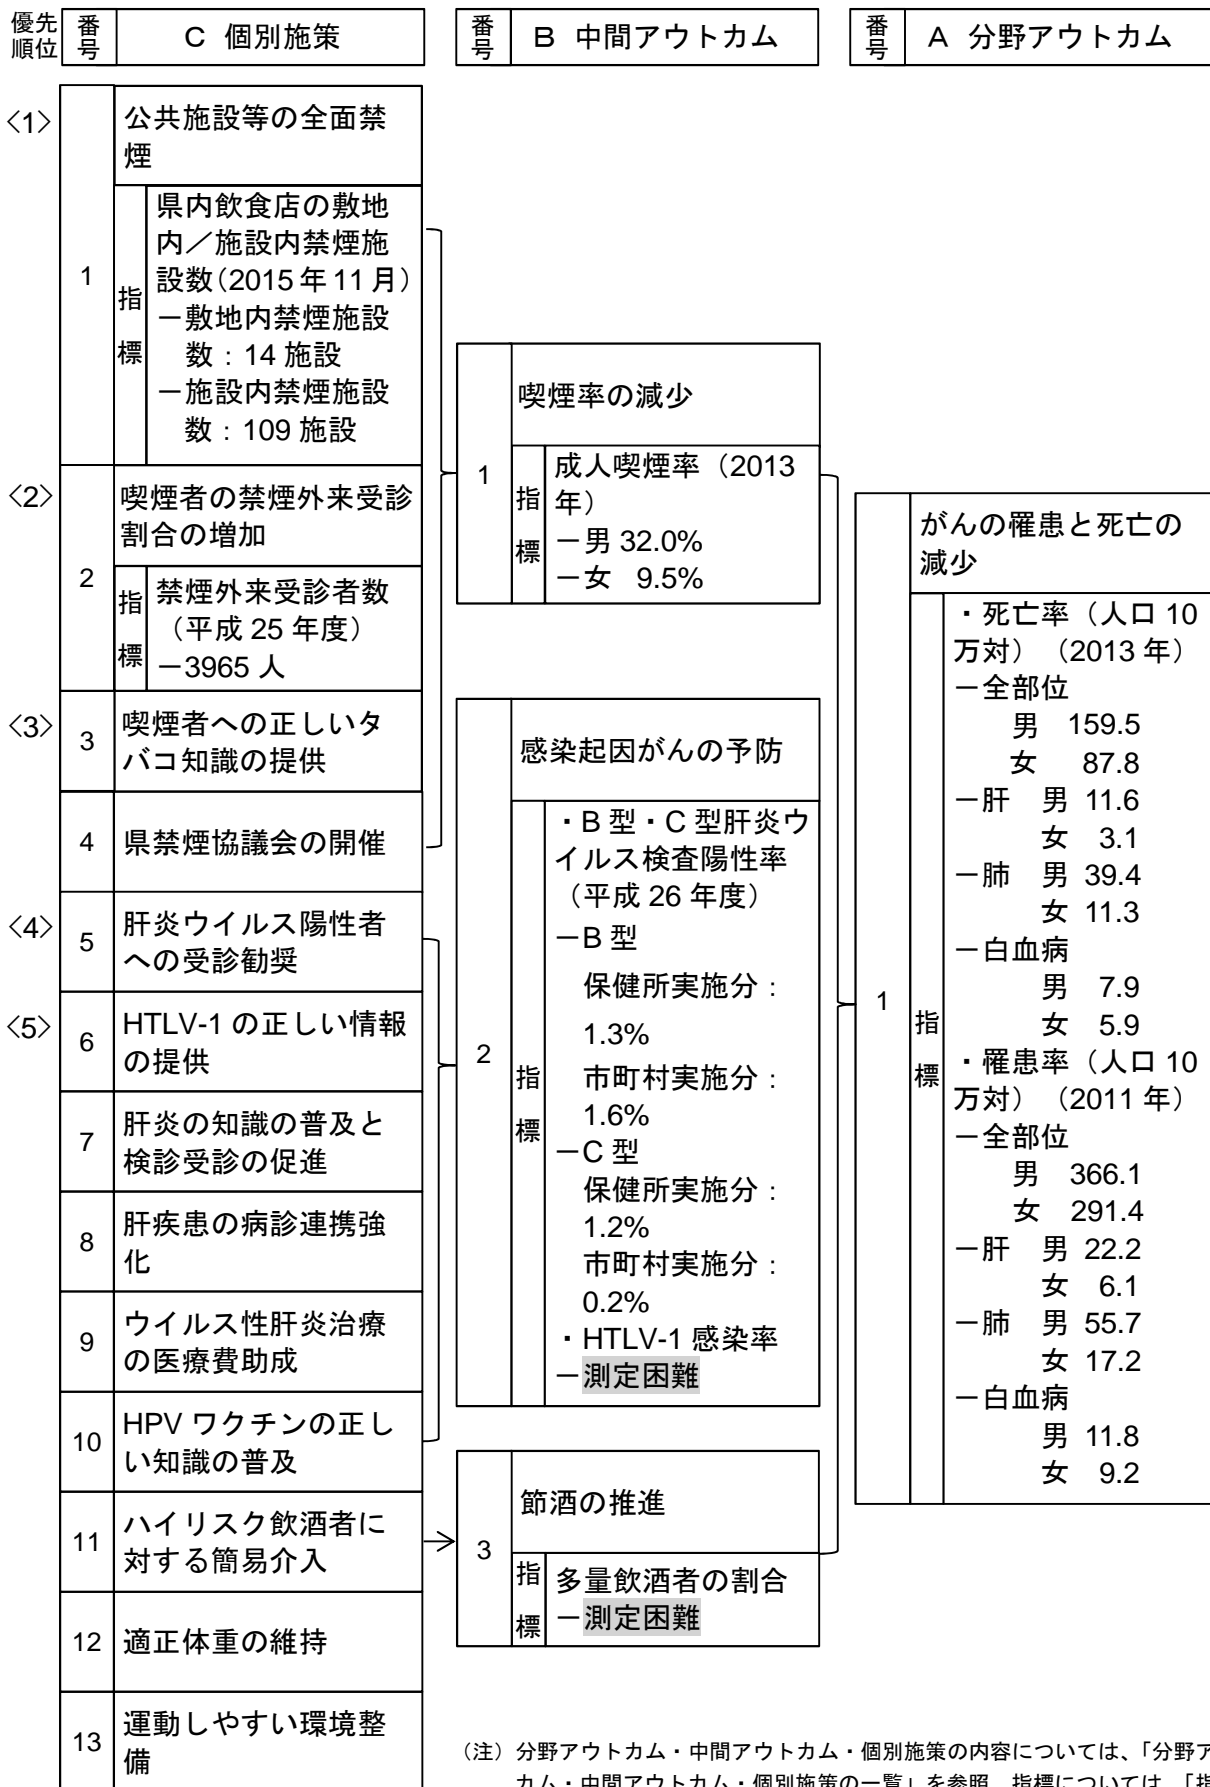 優先順位 番号 C 個別施策
番号 B 中間アウトカム
番号 A 分野アウトカム
〈1〉
1
公共施設等の全面禁
煙
指標
県内飲食店の敷地
内／施設内禁煙施
設数（2015 年 11 月）
－敷地内禁煙施設
数：14 施設
－施設内禁煙施設
数：109 施設
〈2〉
2
喫煙者の禁煙外来受診
割合の増加
指標
禁煙外来受診者数
（平成 25 年度）
－3965 人
〈3〉
3
喫煙者への正しいタ
バコ知識の提供
4
県禁煙協議会の開催
〈4〉
5
肝炎ウイルス陽性者
への受診勧奨
〈5〉
6
HTLV-1 の正しい情報
の提供
7
肝炎の知識の普及と
検診受診の促進
8
肝疾患の病診連携強
化
9
ウイルス性肝炎治療
の医療費助成
10
HPV ワクチンの正し
い知識の普及
11
ハイリスク飲酒者に
対する簡易介入
12
適正体重の維持
13
運動しやすい環境整
備
1
喫煙率の減少
指標
成人喫煙率（2013
年）
－男 32.0%
－女 9.5%
2
感染起因がんの予防
指標
・B 型・C 型肝炎ウ
イルス検査陽性率
（平成 26 年度）
－B 型
保健所実施分：
1.3%
市町村実施分：
1.6%
－C 型
保健所実施分：
1.2%
市町村実施分：
0.2%
・HTLV-1 感染率
－測定困難
3
節酒の推進
指標
多量飲酒者の割合
－測定困難
1
がんの罹患と死亡の
減少
指標
・死亡率（人口 10
万対）（2013 年）
－全部位
男 159.5
女 87.8
－肝 男 11.6
女 3.1
－肺 男 39.4
女 11.3
－白血病
男 7.9
女 5.9
・罹患率（人口 10
万対）（2011 年）
－全部位
男 366.1
女 291.4
－肝 男 22.2
女 6.1
－肺 男 55.7
女 17.2
－白血病
男 11.8
女 9.2
（注）分野アウトカム・中間アウトカム・個別施策の内容については、「分野ア
カム・中間アウトカム・個別施策の一覧」を参照。指標については、「指